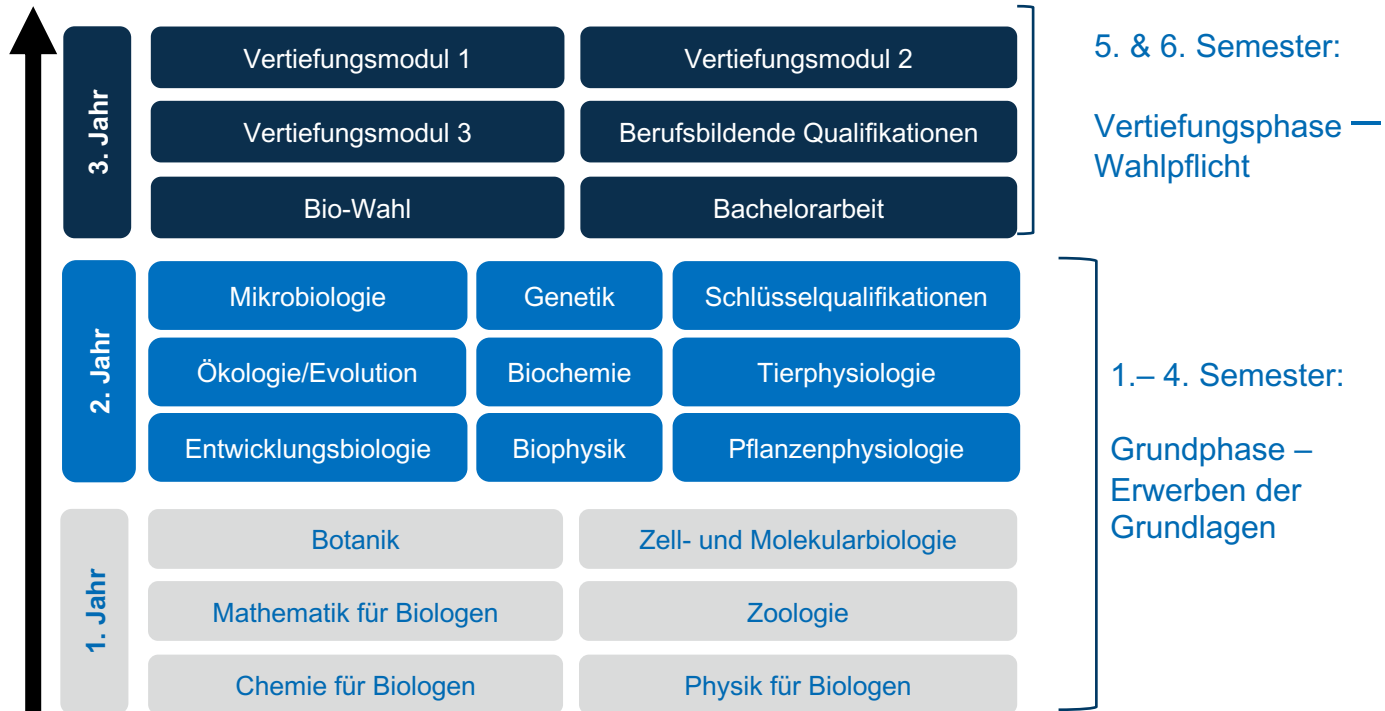 3. Jahr
Vertiefungsmodul 1
Vertiefungsmodul 2
Vertiefungsmodul 3
Berufsbildende Qualifikationen
Bio-Wahl
Bachelorarbeit
5. & 6. Semester:
Vertiefungsphase —
Wahlpflicht
2. Jahr
Mikrobiologie
Genetik
Schlüsselqualifikationen
Ökologie/Evolution
Biochemie
Tierphysiologie
Entwicklungsbiologie
Biophysik
Pflanzenphysiologie
1. Jahr
Botanik
Zell- und Molekularbiologie
Mathematik für Biologen
Zoologie
Chemie für Biologen
Physik für Biologen
1.– 4. Semester:
Grundphase –
Erwerben der
Grundlagen